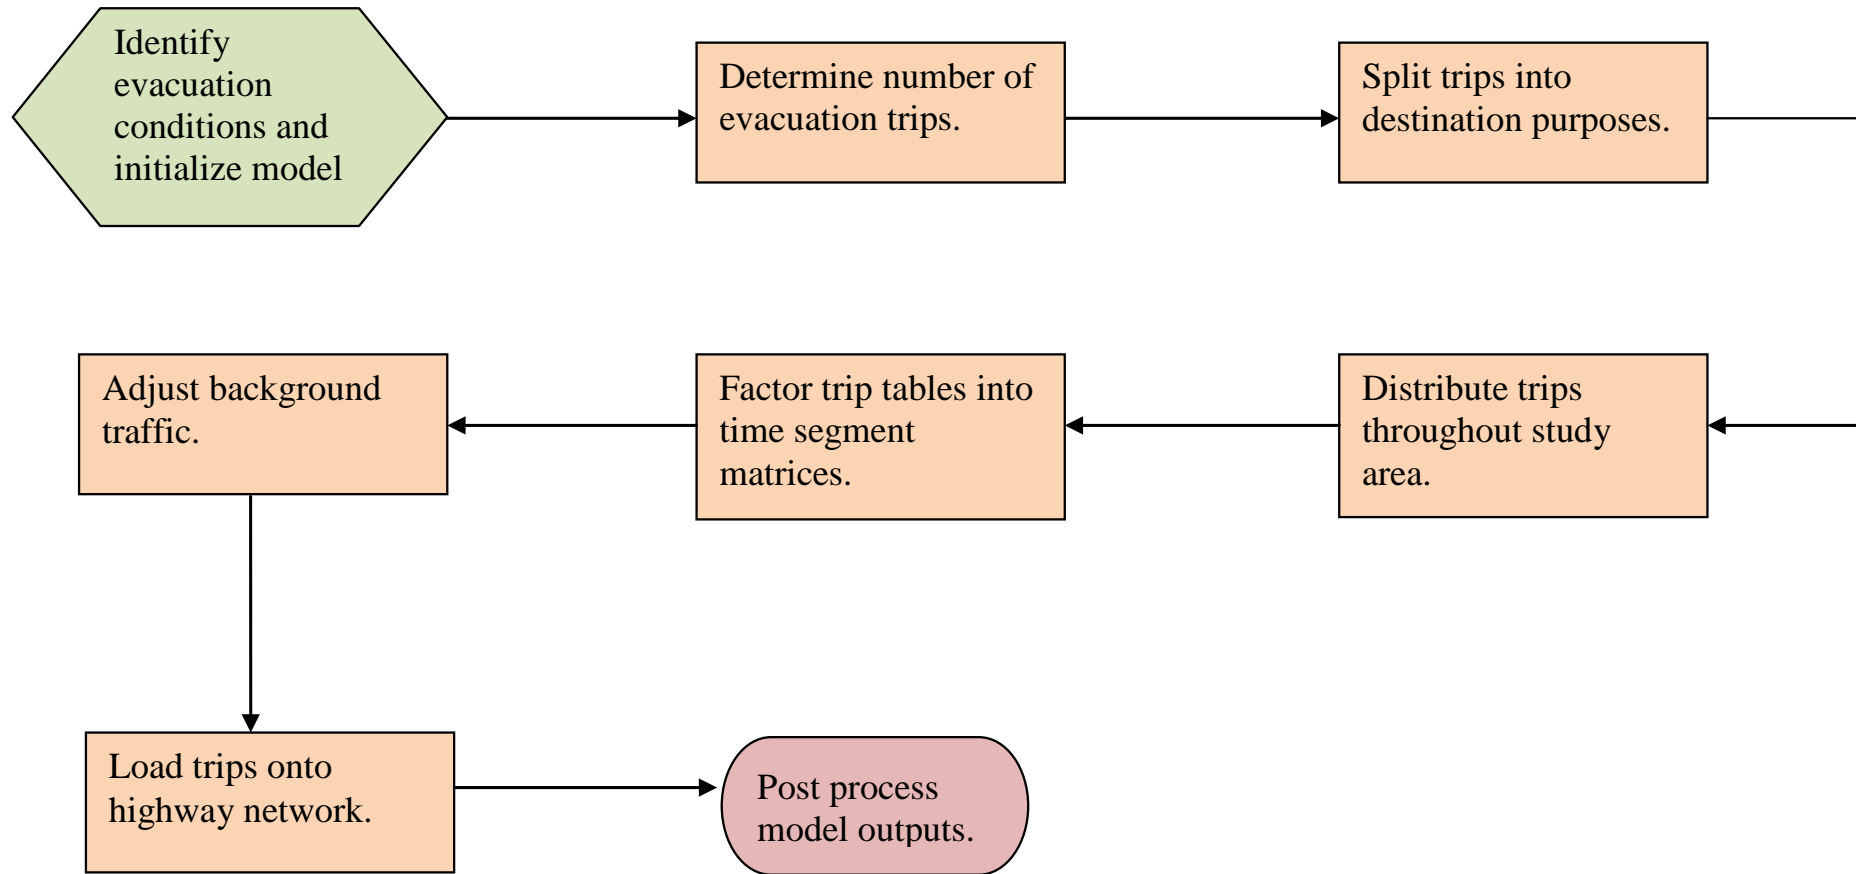 Identify
evacuation
conditions and
initialize model
Determine number of
evacuation trips.
Split trips into
destination purposes.
Distribute trips
throughout study
area.
Factor trip tables into
time segment
matrices.
Adjust background
traffic.
Load trips onto
highway network.
Post process
model outputs.